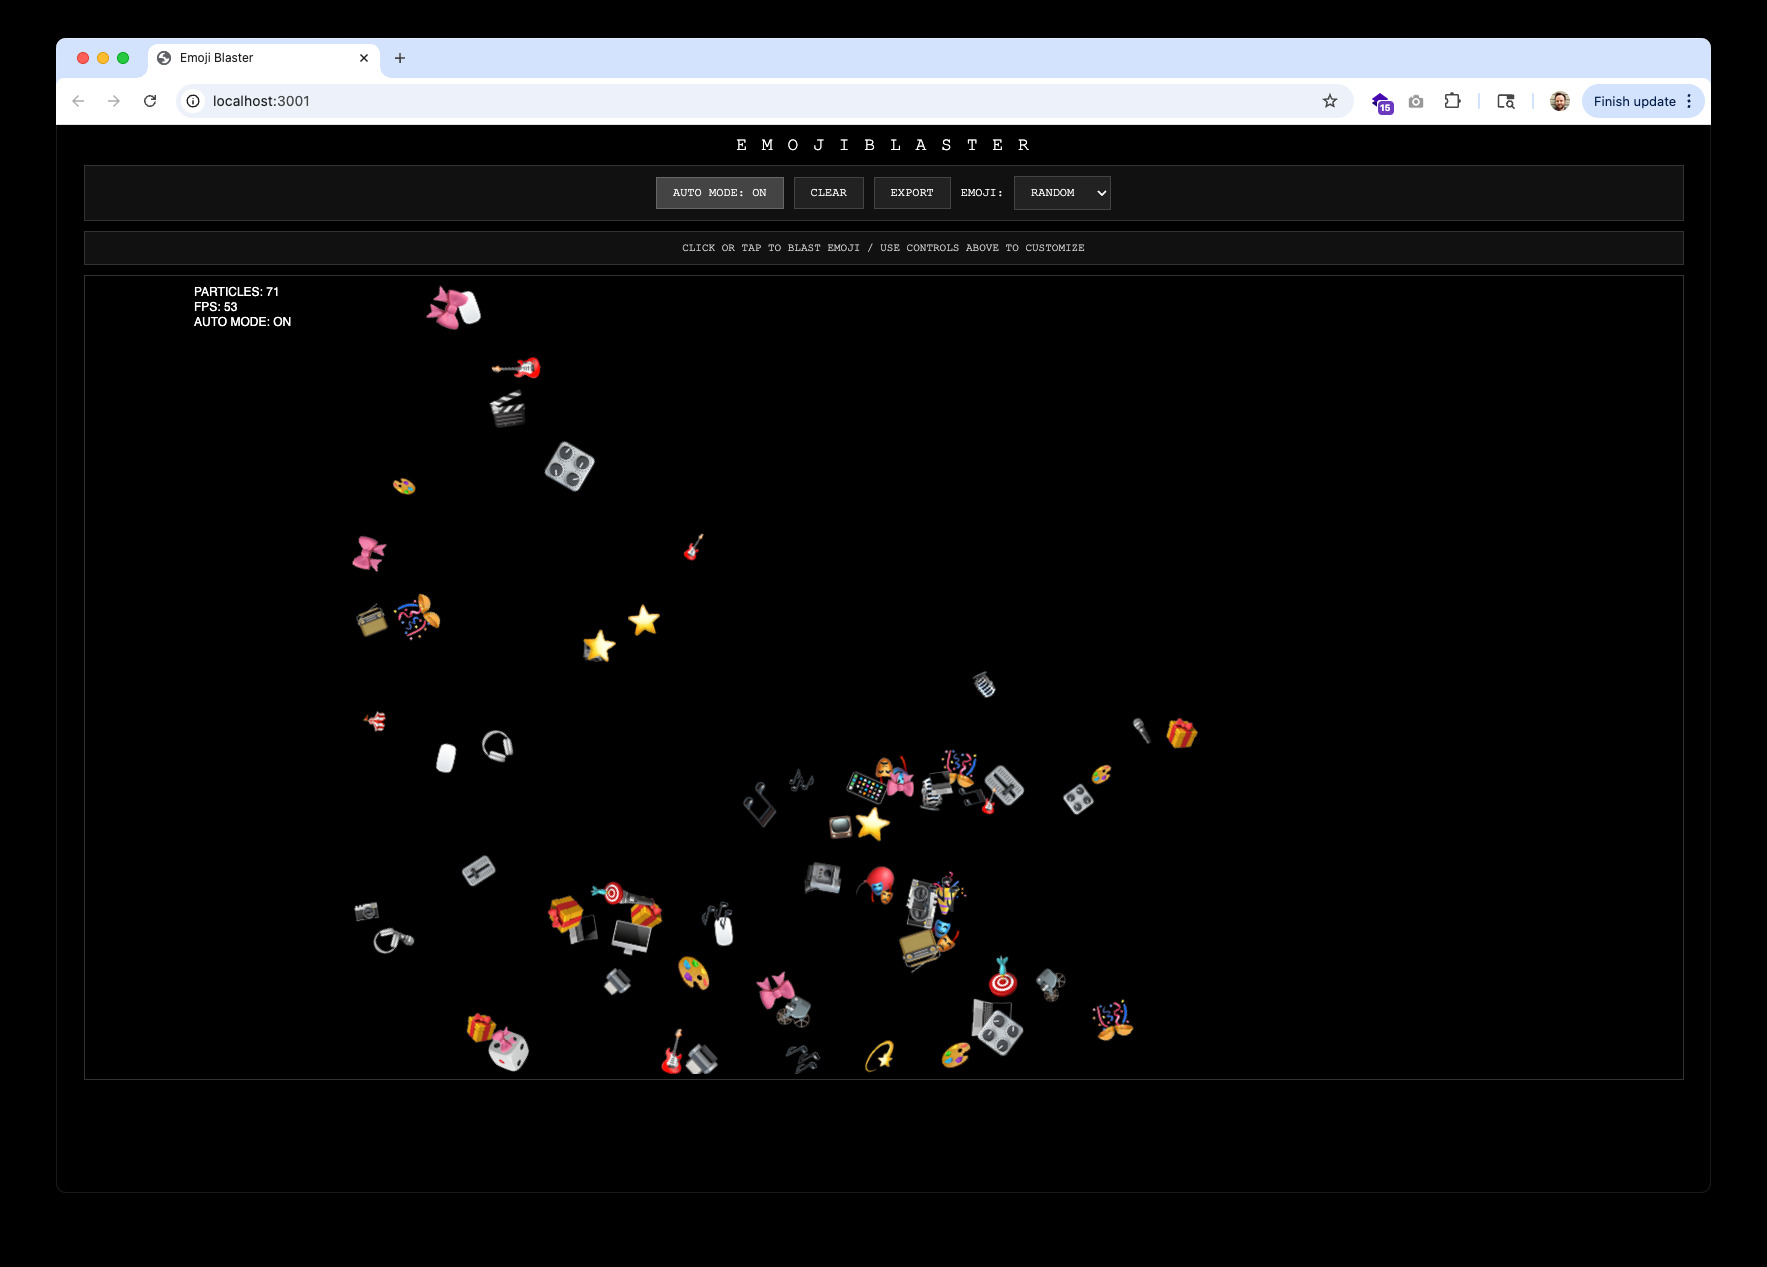 Emoji Blaster
localhost:3001
15
Finish update
EMOJIBLASTER
AUTO MODE: ON
CLEAR
EXPORT
EMOJI:
RANDOM
CLICK OR TAP TO BLAST EMOJI / USE CONTROLS ABOVE TO CUSTOMIZE
PARTICLES: 71
FPS: 53
AUTO MODE: ON